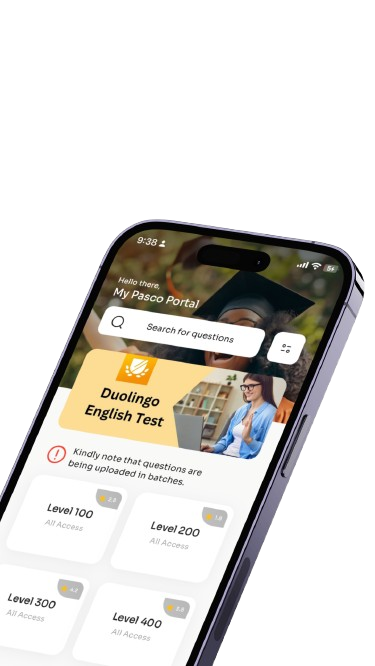 9:38
Hello there,
My Pasco Portal
Search for questions
Duolingo
English Test
Kindly note that questions are
being uploaded in batches.
Level 100
All Access
Level 200
All Access
Level 300
All Access
Level 400
All Access